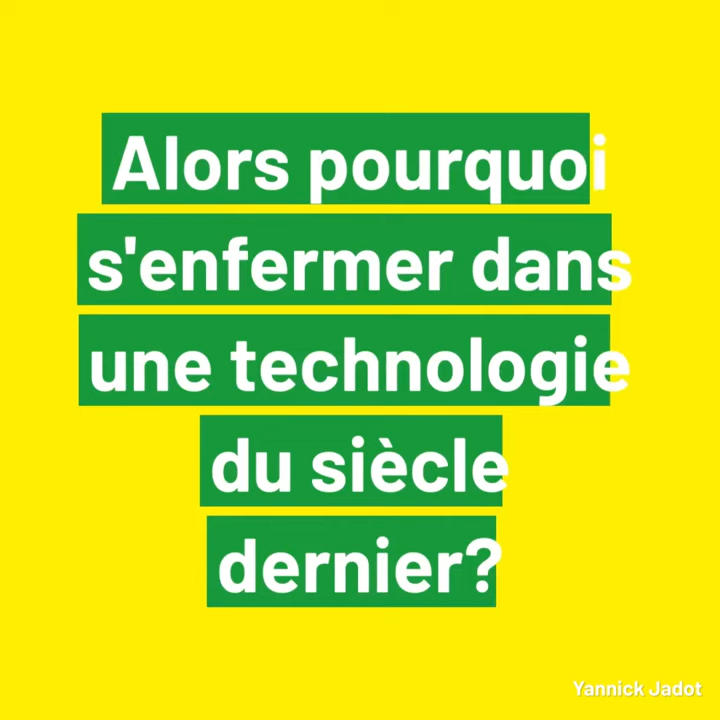 Alors pourquoi
s'enfermer dans
une technologie
du siècle
dernier?
Yannick Jadot